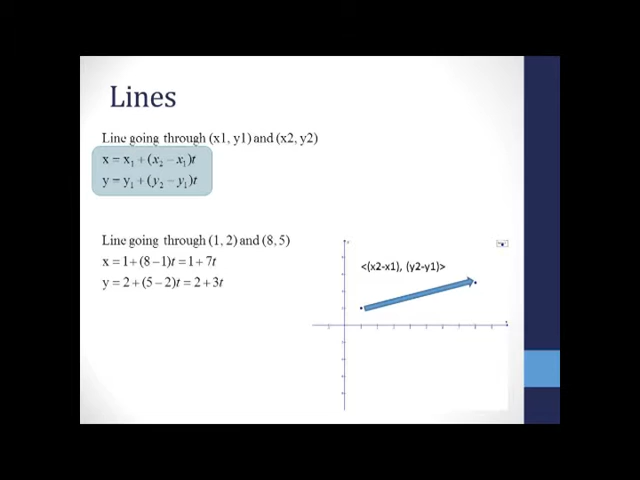 Lines
Line going through (x1, y1) and (x2, y2)
x = x₁ + (x₂ − x₁)t
y = y₁ + (y₂ − y₁)t
Line going through (1, 2) and (8, 5)
x = 1 + (8 − 1)t = 1 + 7t
y = 2 + (5 − 2)t = 2 + 3t
<(x2-x1), (y2-y1)>